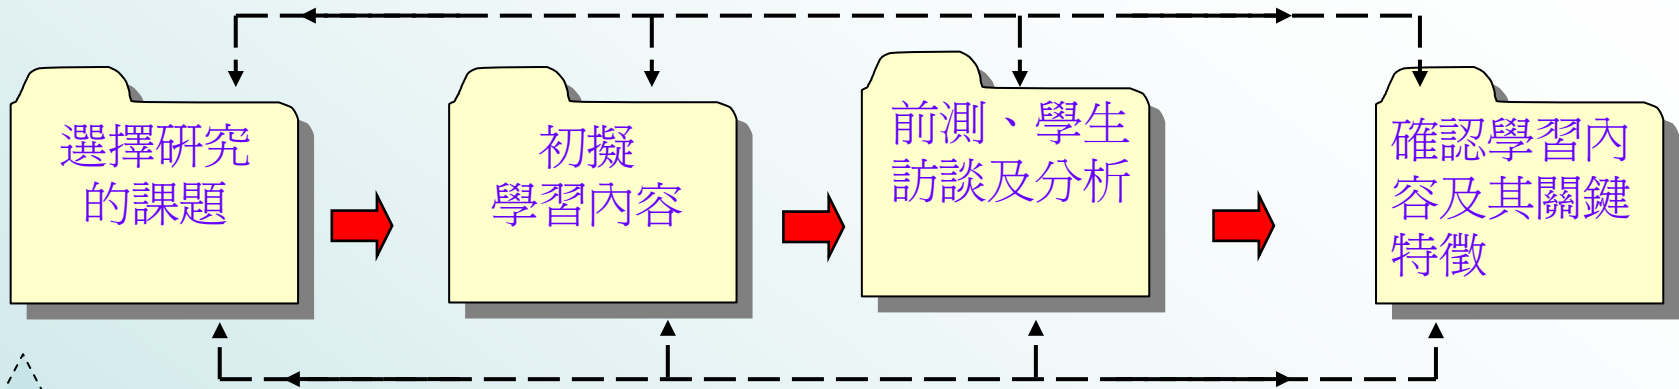 選擇研究
的課題
初擬
學習內容
前測、學生
訪談及分析
確認學習內
容及其關鍵
特徵